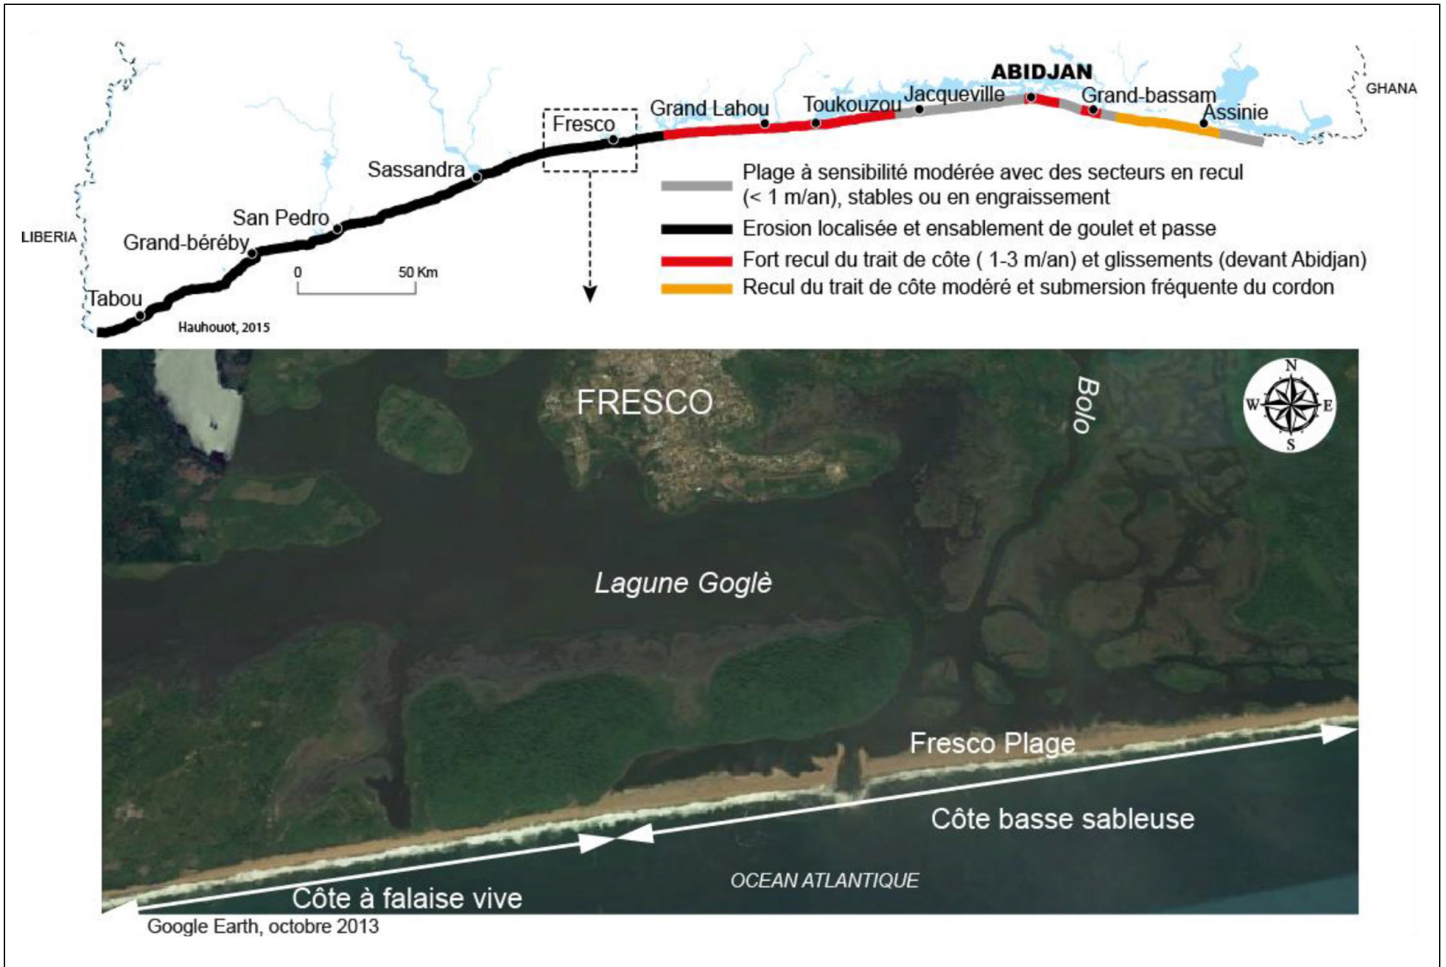 ABIDJAN
GHANA
Grand Lahou
Toukouzou
Jacqueville
Grand-bassam
Assinie
Fresco
Sassandra
San Pedro
LIBERIA
Grand-béréby
Tabou
0
50 Km
Hauhouot, 2015
Plage à sensibilité modérée avec des secteurs en recul
(< 1 m/an), stables ou en engraissement
Erosion localisée et ensablement de goulet et passe
Fort recul du trait de côte ( 1-3 m/an) et glissements (devant Abidjan)
Recul du trait de côte modéré et submersion fréquente du cordon
FRESCO
Bolo
N
W
E
S
Lagune Goglè
Fresco Plage
Côte basse sableuse
OCEAN ATLANTIQUE
Côte à falaise vive
Google Earth, octobre 2013